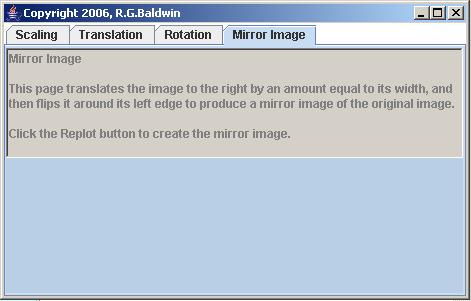 Copyright 2006, R.G.Baldwin
Scaling Translation Rotation Mirror Image
Mirror Image
This page translates the image to the right by an amount equal to its width, and
then flips it around its left edge to produce a mirror image of the original image.
Click the Replot button to create the mirror image.